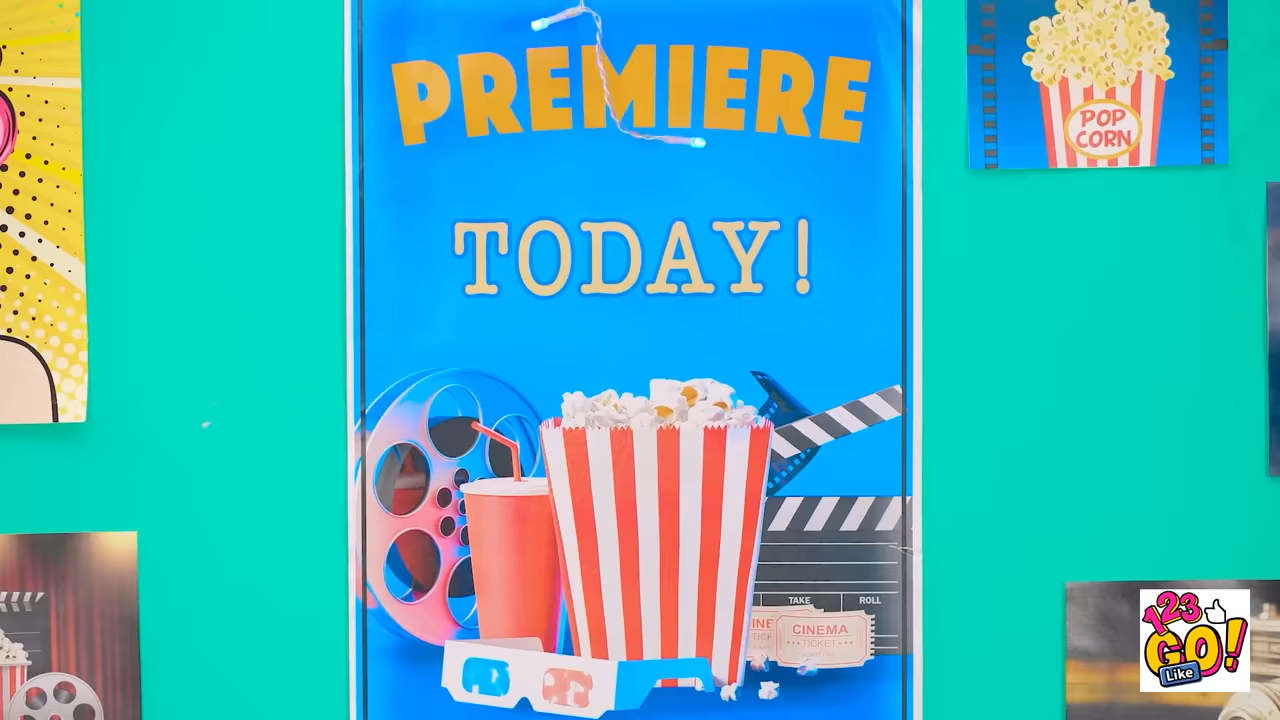 PREMIERE
TODAY!
POP
CORN
TAKE ROLL
CINEMA
TICKET
123
GO!
Like